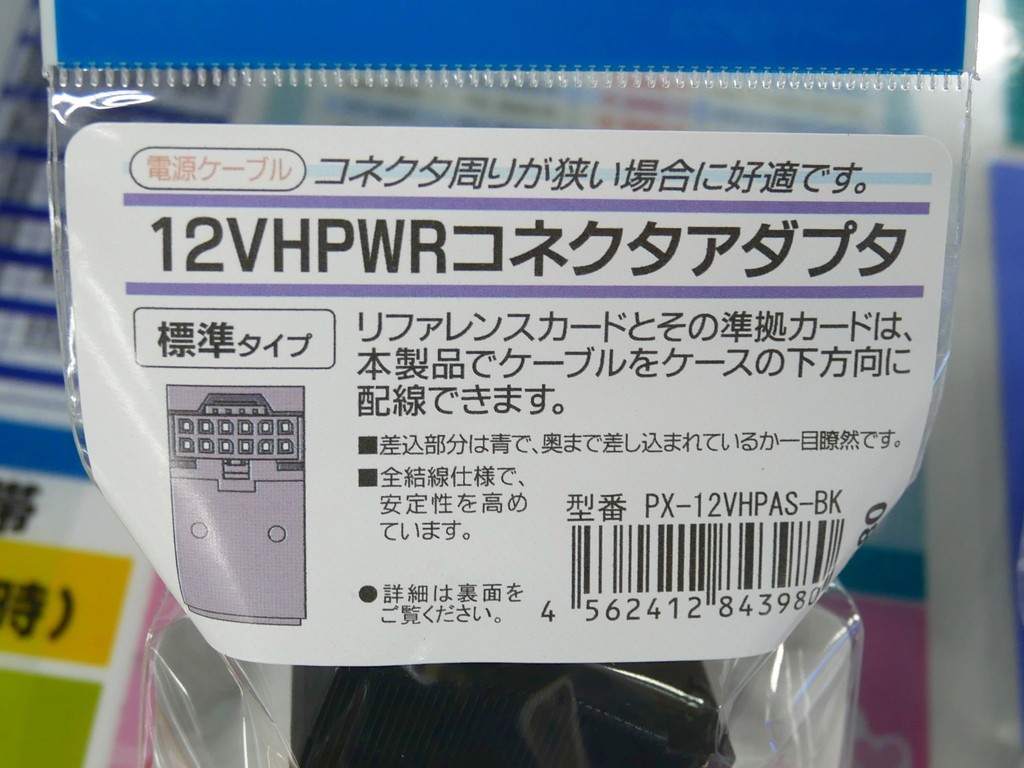 電源ケーブル コネクタ周りが狭い場合に好適です。
12VHPWRコネクタアダプタ
標準タイプ
リファレンスカードとその準拠カードは、
本製品でケーブルをケースの下方向に
配線できます。
■差込部分は青で、奥まで差し込まれているか一目瞭然です。
■全結線仕様で、
安定性を高め
ています。
型番 PX-12VHPAS-BK
●詳細は裏面を
ご覧ください。
4 562412 843980
帯
時)